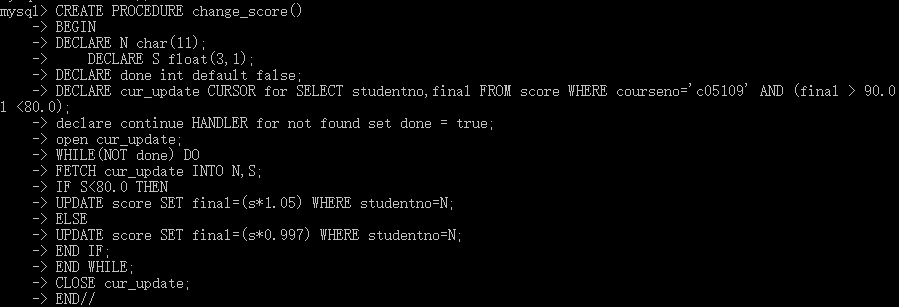 mysql> CREATE PROCEDURE change_score()
-> BEGIN
-> DECLARE N char(11);
-> DECLARE S float(3,1);
-> DECLARE done int default false;
-> DECLARE cur_update CURSOR for SELECT studentno,final FROM score WHERE courseno='c05109' AND (final > 90.0
l <80.0);
-> declare continue HANDLER for not found set done = true;
-> open cur_update;
-> WHILE(NOT done) DO
-> FETCH cur_update INTO N,S;
-> IF S<80.0 THEN
-> UPDATE score SET final=(s*1.05) WHERE studentno=N;
-> ELSE
-> UPDATE score SET final=(s*0.997) WHERE studentno=N;
-> END IF;
-> END WHILE;
-> CLOSE cur_update;
-> END//